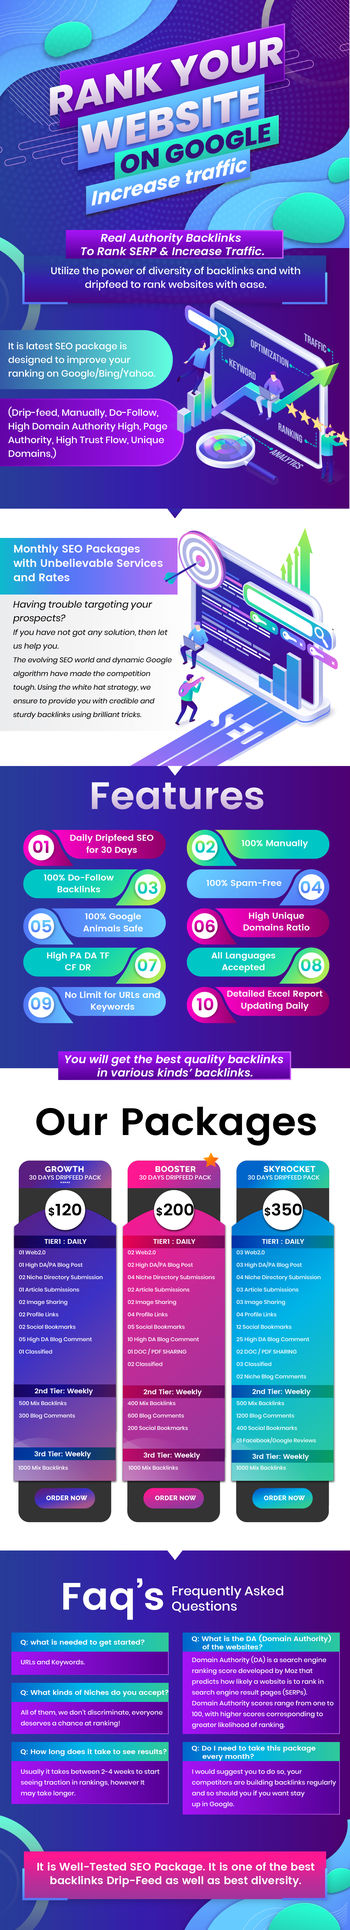 RANK YOUR
WEBSITE
ON GOOGLE
Increase traffic
Real Authority Backlinks
To Rank SERP & Increase Traffic.
Utilize the power of diversity of backlinks and with
dripfeed to rank websites with ease.
It is latest SEO package is
designed to improve your
ranking on Google/Bing/Yahoo.
(Drip-feed, Manually, Do-Follow,
High Domain Authority High, Page
Authority, High Trust Flow, Unique
Domains,)
TRAFFIC
OPTIMIZATION
KEYWORD
RANKING
ANALYTICS
Monthly SEO Packages
with Unbelievable Services
and Rates
Having trouble targeting your
prospects?
If you have not got any solution, then let
us help you.
The evolving SEO world and dynamic Google
algorithm have made the competition
tough. Using the white hat strategy, we
ensure to provide you with credible and
sturdy backlinks using brilliant tricks.
Features
01 Daily Dripfeed SEO
for 30 Days
02 100% Manually
100% Do-Follow
Backlinks 03
100% Spam-Free 04
05 100% Google
Animals Safe
06 High Unique
Domains Ratio
High PA DA TF
CF DR 07
All Languages
Accepted 08
09 No Limit for URLs and
Keywords
10 Detailed Excel Report
Updating Daily
You will get the best quality backlinks
in various kinds' backlinks.
Our Packages
GROWTH
30 DAYS DRIPFEED PACK
$120
TIER1 : DAILY
01 Web2.0
01 High DA/PA Blog Post
02 Niche Directory Submission
01 Article Submissions
02 Image Sharing
02 Profile Links
02 Social Bookmarks
05 High DA Blog Comment
01 Classified
2nd Tier: Weekly
500 Mix Backlinks
300 Blog Comments
3rd Tier: Weekly
1000 Mix Backlinks
ORDER NOW
BOOSTER
30 DAYS DRIPFEED PACK
$200
TIER1 : DAILY
02 Web2.0
02 High DA/PA Blog Post
04 Niche Directory Submissions
02 Article Submissions
02 Image Sharing
04 Profile Links
05 Social Bookmarks
10 High DA Blog Comment
01 DOC / PDF SHARING
02 Classified
2nd Tier: Weekly
400 Mix Backlinks
600 Blog Comments
200 Social Bookmarks
3rd Tier: Weekly
1000 Mix Backlinks
ORDER NOW
SKYROCKET
30 DAYS DRIPFEED PACK
$350
TIER1 : DAILY
03 Web2.0
03 High DA/PA Blog Post
04 Niche Directory Submission
03 Article Submissions
03 Image Sharing
04 Profile Links
12 Social Bookmarks
25 High DA Blog Comment
02 DOC / PDF SHARING
03 Classified
02 Niche Blog Comments
2nd Tier: Weekly
500 Mix Backlinks
1200 Blog Comments
400 Social Bookmarks
01 Facebook/Google Reviews
3rd Tier: Weekly
1000 Mix Backlinks
ORDER NOW
Faq's Frequently Asked
Questions
Q: what is needed to get started?
URLs and Keywords.
Q: What kinds of Niches do you accept?
All of them, we don't discriminate, everyone
deserves a chance at ranking!
Q: How long does it take to see results?
Usually it takes between 2-4 weeks to start
seeing traction in rankings, however It
may take longer.
Q: What is the DA (Domain Authority)
of the websites?
Domain Authority (DA) is a search engine
ranking score developed by Moz that
predicts how likely a website is to rank in
search engine result pages (SERPs).
Domain Authority scores range from one to
100, with higher scores corresponding to
greater likelihood of ranking.
Q: Do I need to take this package
every month?
I would suggest you to do so, your
competitors are building backlinks regularly
and so should you if you want stay
up in Google.
It is Well-Tested SEO Package. It is one of the best
backlinks Drip-Feed as well as best diversity.